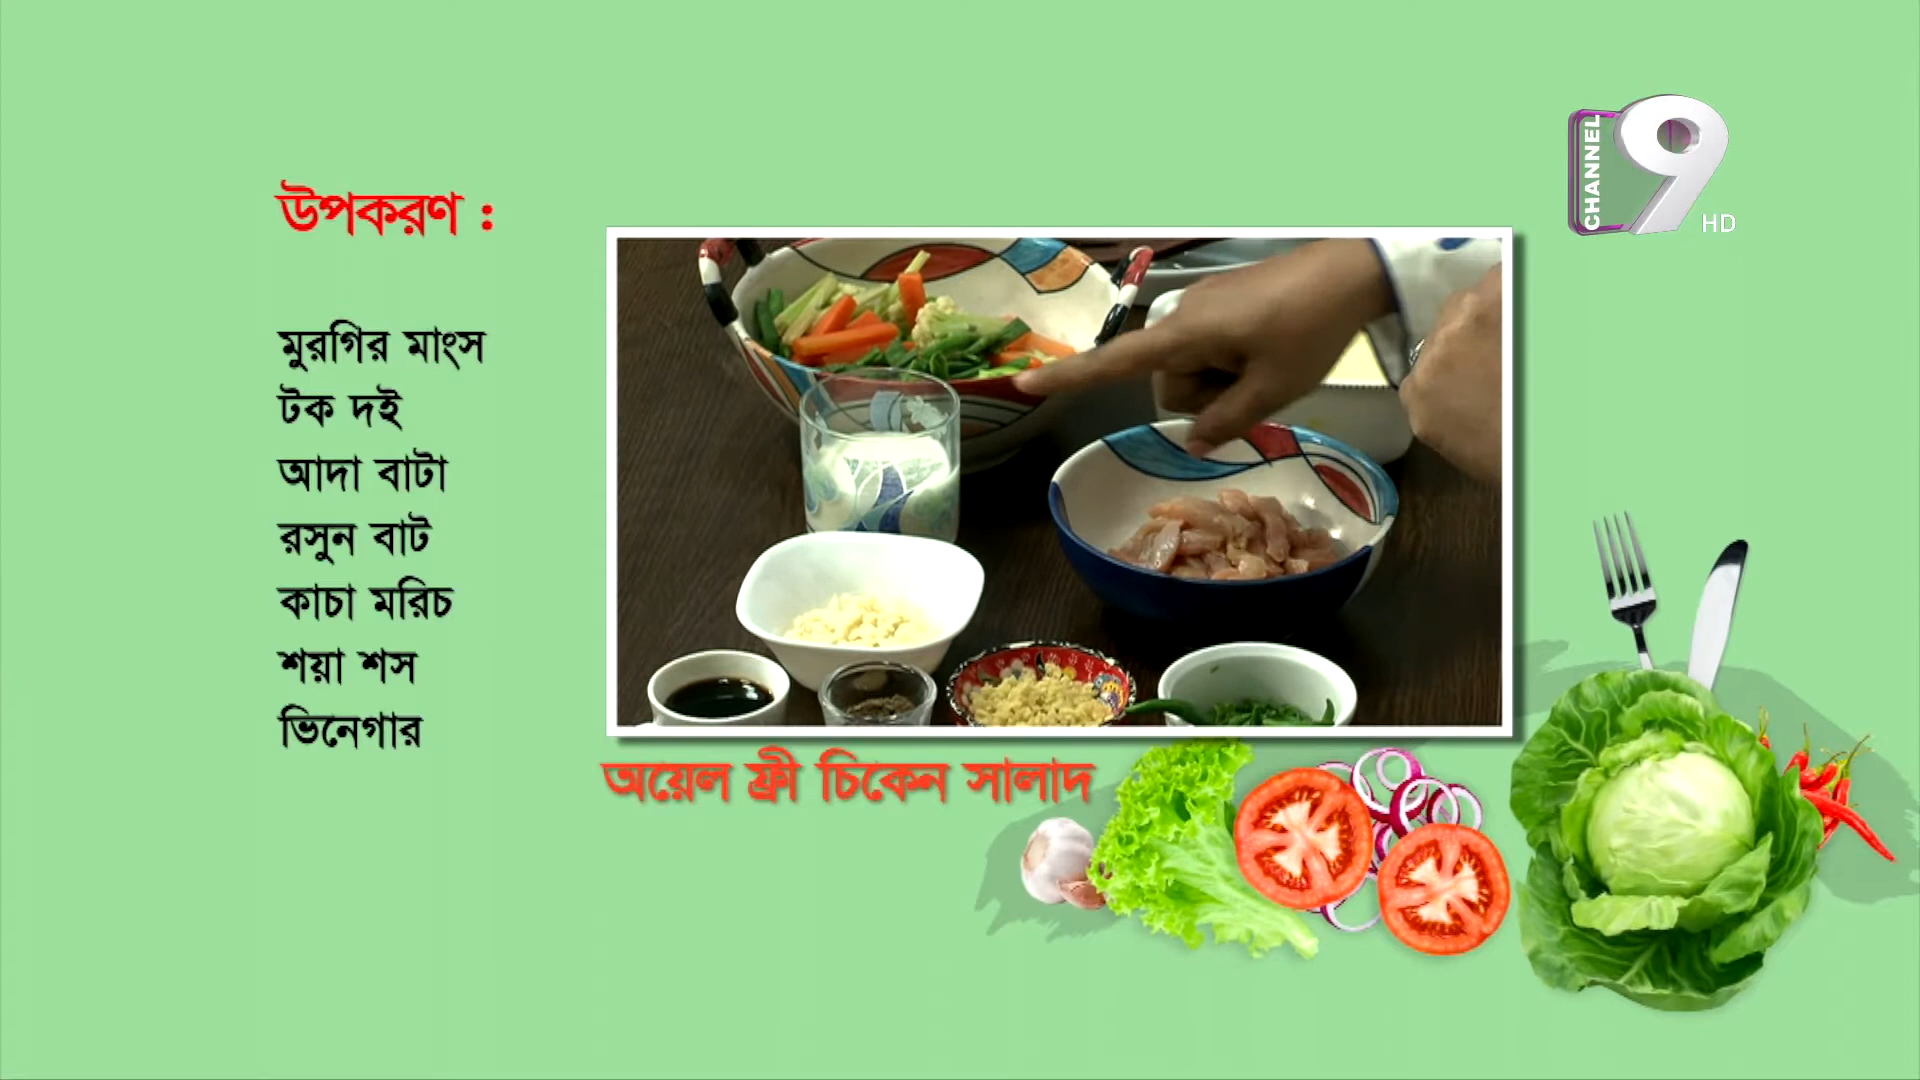 উপকরণ :
মুরগির মাংস
টক দই
আদা বাটা
রসুন বাট
কাচা মরিচ
শয়া শস
ভিনেগার
অয়েল ফ্রী চিকেন সালাদ
CHANNEL 9 HD